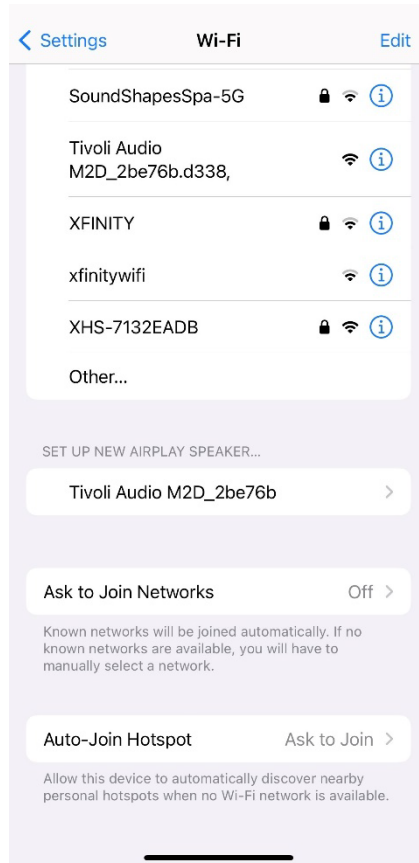 Settings
Wi-Fi
Edit
SoundShapesSpa-5G
Tivoli Audio
M2D_2be76b.d338,
XFINITY
xfinitywifi
XHS-7132EADB
Other...
SET UP NEW AIRPLAY SPEAKER...
Tivoli Audio M2D_2be76b
Ask to Join Networks
Off
Known networks will be joined automatically. If no
known networks are available, you will have to
manually select a network.
Auto-Join Hotspot
Ask to Join
Allow this device to automatically discover nearby
personal hotspots when no Wi-Fi network is available.